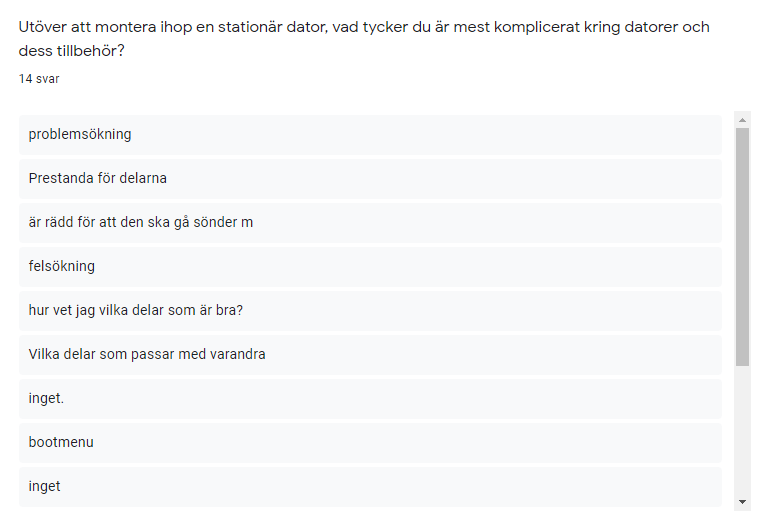 Utöver att montera ihop en stationär dator, vad tycker du är mest komplicerat kring datorer och
dess tillbehör?
14 svar
problemsökning
Prestanda för delarna
är rädd för att den ska gå sönder m
felsökning
hur vet jag vilka delar som är bra?
Vilka delar som passar med varandra
inget.
bootmenu
inget